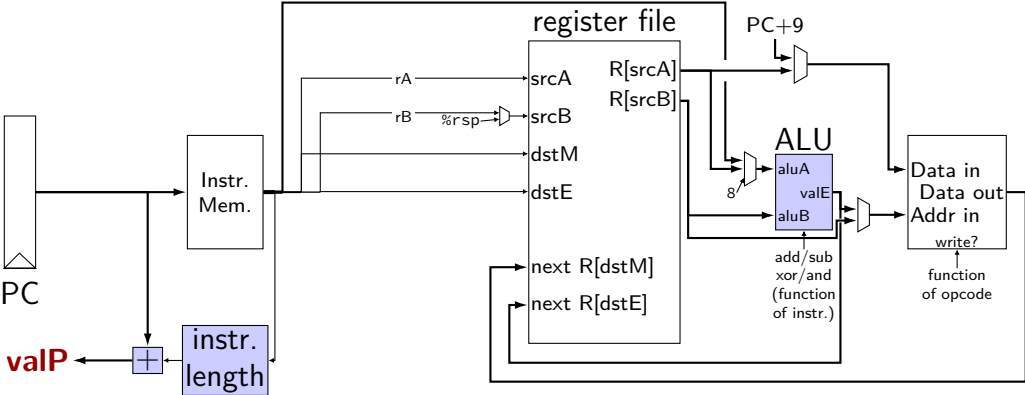 register file
PC+9
rA
srcA
R[srcA]
R[srcB]
rB
%rsp
srcB
ALU
Instr.
Mem.
dstM
dstE
8
aluA
valE
aluB
Data in
Data out
Addr in
write?
add/sub
xor/and
(function
of instr.)
function
of opcode
next R[dstM]
next R[dstE]
PC
valP
+
instr.
length